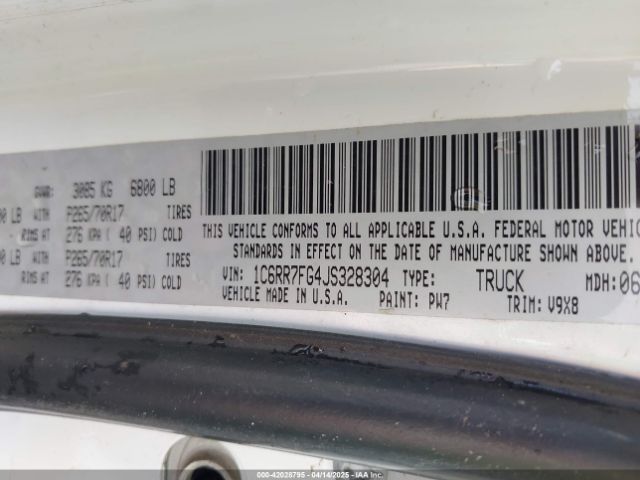 GVWR: 3085 KG 6800 LB
LB WITH P265/70R17 TIRES
RIMS AT 276 KPA ( 40 PSI) COLD
LB WITH P265/70R17 TIRES
RIMS AT 276 KPA ( 40 PSI) COLD
THIS VEHICLE CONFORMS TO ALL APPLICABLE U.S.A. FEDERAL MOTOR VEHIC
STANDARDS IN EFFECT ON THE DATE OF MANUFACTURE SHOWN ABOVE.
VIN: 1C6RR7FG4JS328304 TYPE: TRUCK MDH: 06
VEHICLE MADE IN U.S.A. PAINT: PW7 TRIM: V9X8
000-42028795 - 04/14/2025 - IAA Inc.